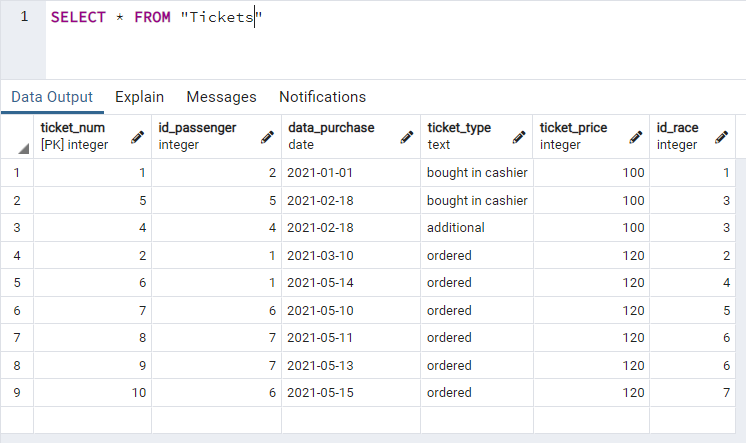 1 SELECT * FROM "Tickets"
Data Output Explain Messages Notifications
ticket_num id_passenger data_purchase ticket_type ticket_price id_race
[PK] integer integer date text integer integer
1 1 2 2021-01-01 bought in cashier 100 1
2 5 5 2021-02-18 bought in cashier 100 3
3 4 4 2021-02-18 additional 100 3
4 2 1 2021-03-10 ordered 120 2
5 6 1 2021-05-14 ordered 120 4
6 7 6 2021-05-10 ordered 120 5
7 8 7 2021-05-11 ordered 120 6
8 9 7 2021-05-13 ordered 120 6
9 10 6 2021-05-15 ordered 120 7